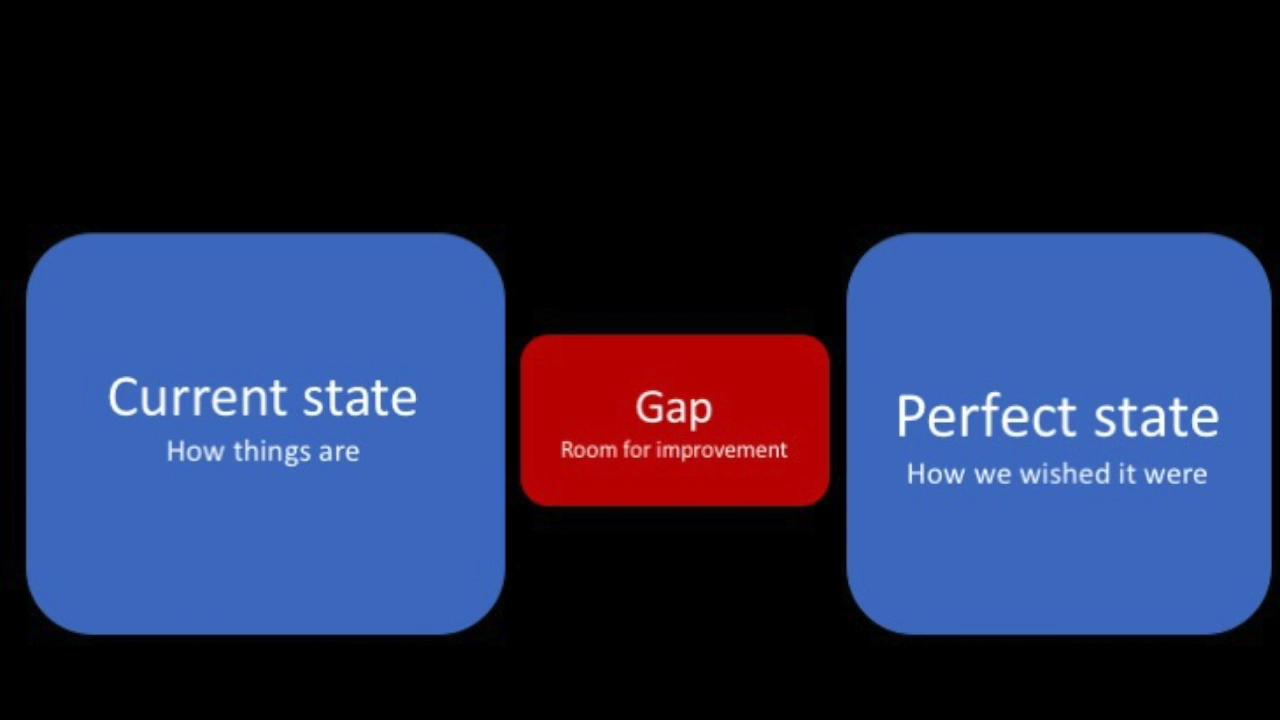 Current state
How things are
Gap
Room for improvement
Perfect state
How we wished it were